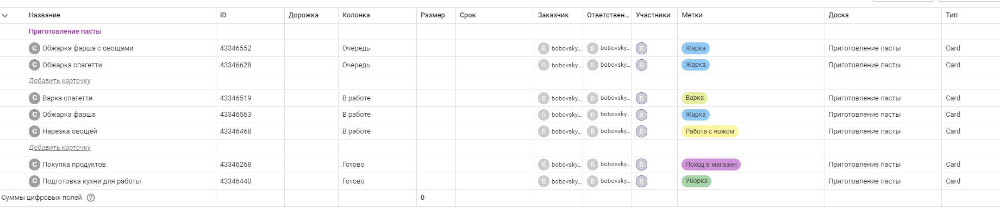 Название ID Дорожка Колонка Размер Срок Заказчик Ответствен... Участники Метки Доска Тип
Приготовление пасты
C Обжарка фарша с овощами 43346552 Очередь B bobovsky... B bobovsky... B Жарка Приготовление пасты Card
C Обжарка спагетти 43346628 Очередь B bobovsky... B bobovsky... B Жарка Приготовление пасты Card
Добавить карточку
C Варка спагетти 43346519 В работе B bobovsky... B bobovsky... B Варка Приготовление пасты Card
C Обжарка фарша 43346563 В работе B bobovsky... B bobovsky... B Жарка Приготовление пасты Card
C Нарезка овощей 43346468 В работе B bobovsky... B bobovsky... B Работа с ножом Приготовление пасты Card
Добавить карточку
C Покупка продуктов 43346268 Готово B bobovsky... B bobovsky... B Поход в магазин Приготовление пасты Card
C Подготовка кухни для работы 43346440 Готово B bobovsky... B bobovsky... B Уборка Приготовление пасты Card
Суммы цифровых полей ? 0